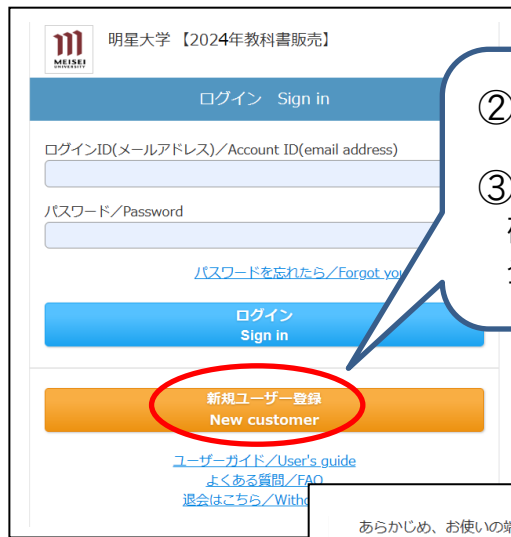 明星大学 【2024年教科書販売】
MEISEI
UNIVERSITY
ログイン Sign in
ログインID(メールアドレス)／Account ID(email address)
パスワード／Password
パスワードを忘れたら／Forgot you
ログイン
Sign in
新規ユーザー登録
New customer
ユーザーガイド／User's guide
よくある質問／FAQ
退会はこちら／Witho
②
③
あらかじめ、お使いの端